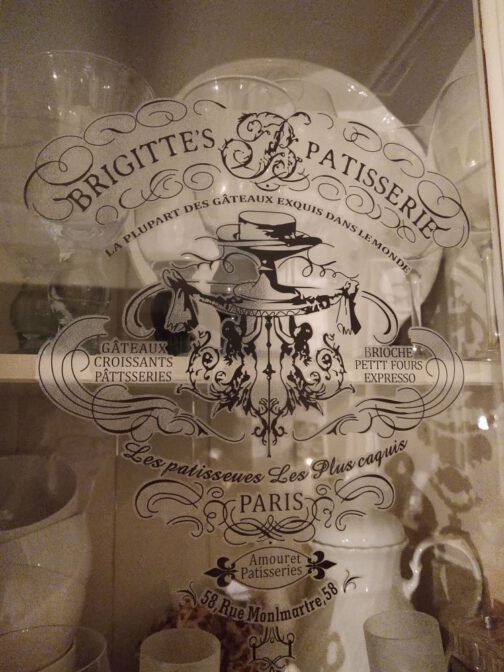 BRIGITTE'S B PATISSERIE
LA PLUPART DES GÂTEAUX EXQUIS DANS LE MONDE
GÂTEAUX
CROISSANTS
PÂTTSSERIES
BRIOCHE
PETTT FOURS
EXPRESSO
Les patisseues Les Plus caquis
PARIS
Amouret
Patisseries
58, Rue Monlmartre, 58